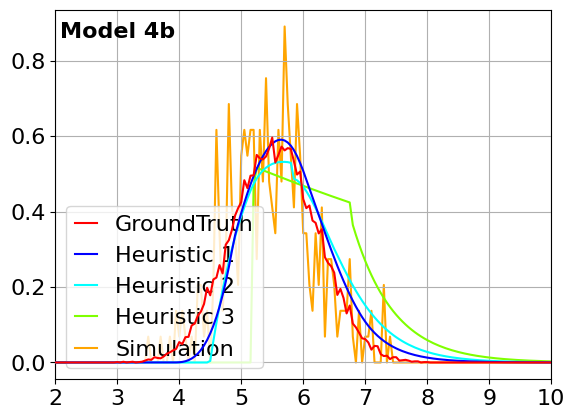 Model 4b
0.8
0.6
0.4
0.2
0.0
GroundTruth
Heuristic 1
Heuristic 2
Heuristic 3
Simulation
2 3 4 5 6 7 8 9 10